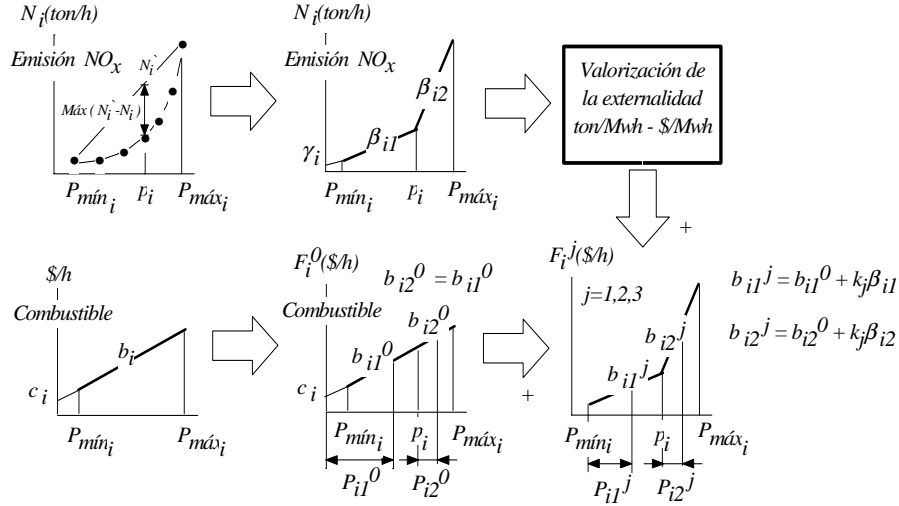 N_i(ton/h)
Emisión NO_x
N_i`
Máx (N_i`-N_i)
P_mín_i
p_i
P_máx_i
N_i(ton/h)
Emisión NO_x
β_i2
β_i1
γ_i
P_mín_i
p_i
P_máx_i
Valorización de
la externalidad
ton/Mwh - $/Mwh
+
$/h
Combustible
b_i
c_i
P_mín_i
P_máx_i
F_i^0($/h)
b_i2^0 = b_i1^0
Combustible
b_i2^0
b_i1^0
c_i
P_mín_i
p_i
P_máx_i
P_i1^0
P_i2^0
+
F_i^j($/h)
j=1,2,3
b_i2^j
b_i1^j
P_mín_i
p_i
P_máx_i
P_i1^j
P_i2^j
b_i1^j = b_i1^0 + k_jβ_i1
b_i2^j = b_i2^0 + k_jβ_i2